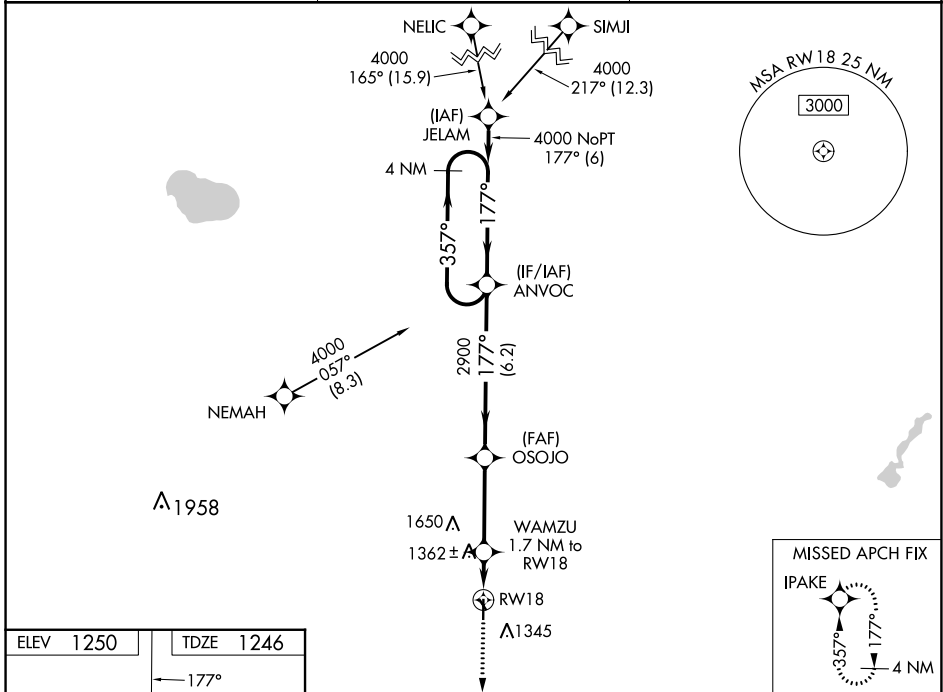 NELIC
SIMJI
4000
165° (15.9)
4000
217° (12.3)
(IAF)
JELAM
4000 NoPT
177° (6)
4 NM
177°
357°
(IF/IAF)
ANVOC
MSA RW18 25 NM
3000
4000
057°
(8.3)
NEMAH
2900
177°
(6.2)
(FAF)
OSOJO
1958
1650
1362 ±
WAMZU
1.7 NM to
RW18
RW18
1345
MISSED APCH FIX
IPAKE
357°
177°
4 NM
ELEV 1250
TDZE 1246
177°